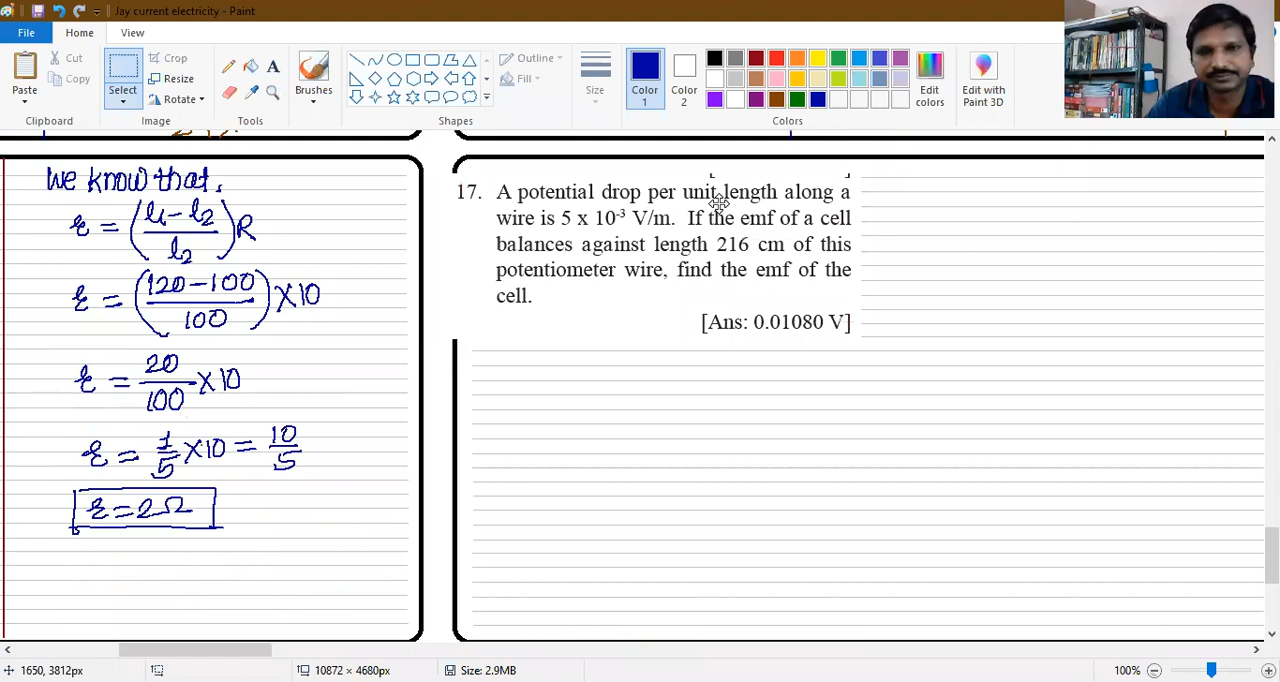 Jay current electricity - Paint
File
Home
View
Paste
Cut
Copy
Clipboard
Select
Crop
Resize
Rotate
Image
A
Tools
Brushes
Shapes
Outline
Fill
Size
Color 1
Color 2
Edit colors
Edit with Paint 3D
Colors
We know that,
r = (l1 - l2 / l2) R
r = (120 - 100 / 100) × 10
r = 20/100 × 10
r = 1/5 × 10 = 10/5
r = 2Ω
17. A potential drop per unit length along a
wire is 5 x 10⁻³ V/m. If the emf of a cell
balances against length 216 cm of this
potentiometer wire, find the emf of the
cell.
[Ans: 0.01080 V]
1650, 3812px
10872 × 4680px
Size: 2.9MB
100%